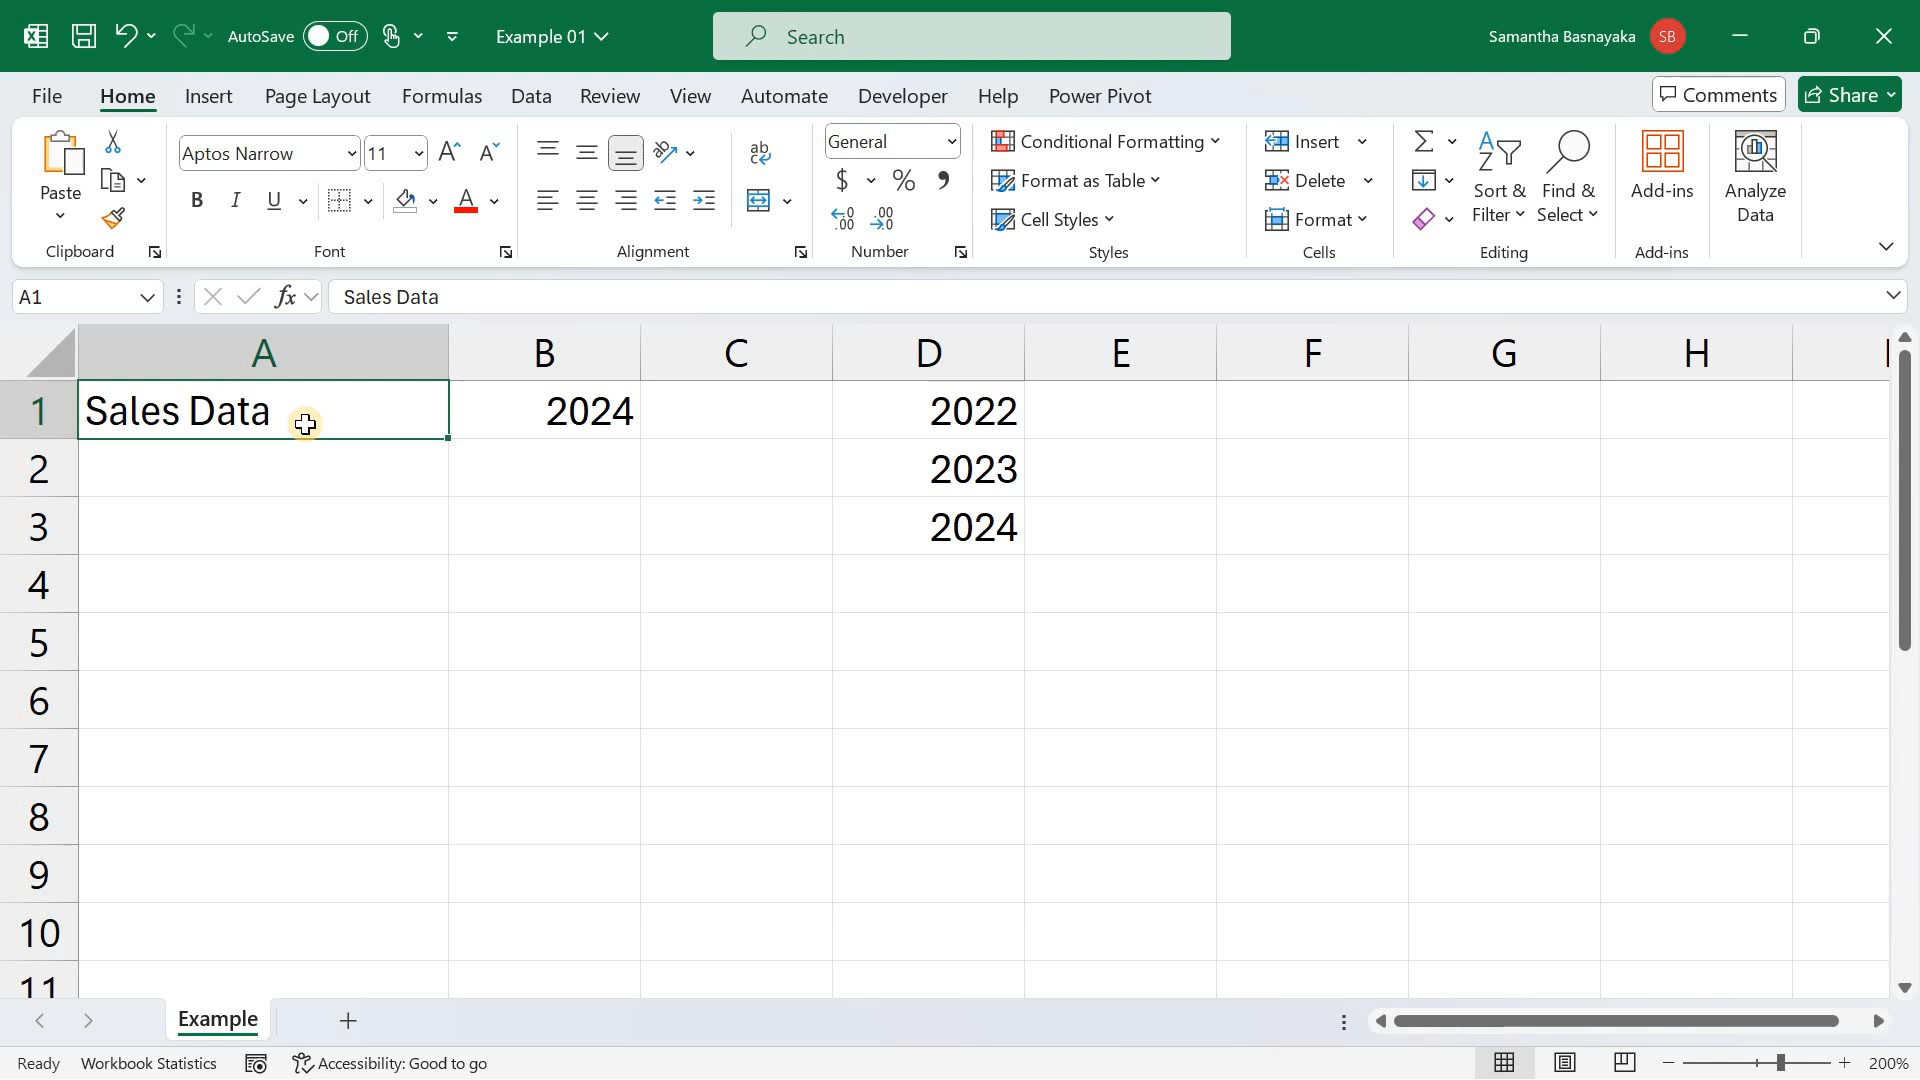 AutoSave Off Example 01 Search Samantha Basnayaka SB
File Home Insert Page Layout Formulas Data Review View Automate Developer Help Power Pivot Comments Share
Paste
Clipboard
Aptos Narrow 11
B I U A
Font
ab
Alignment
General
$ % ,
Number
Conditional Formatting
Format as Table
Cell Styles
Styles
Insert
Delete
Format
Cells
Sort & Filter
Find & Select
Editing
Add-ins
Add-ins
Analyze Data
A1 fx Sales Data
A B C D E F G H
1 Sales Data 2024 2022
2 2023
3 2024
4
5
6
7
8
9
10
11
Example
Ready Workbook Statistics Accessibility: Good to go 200%